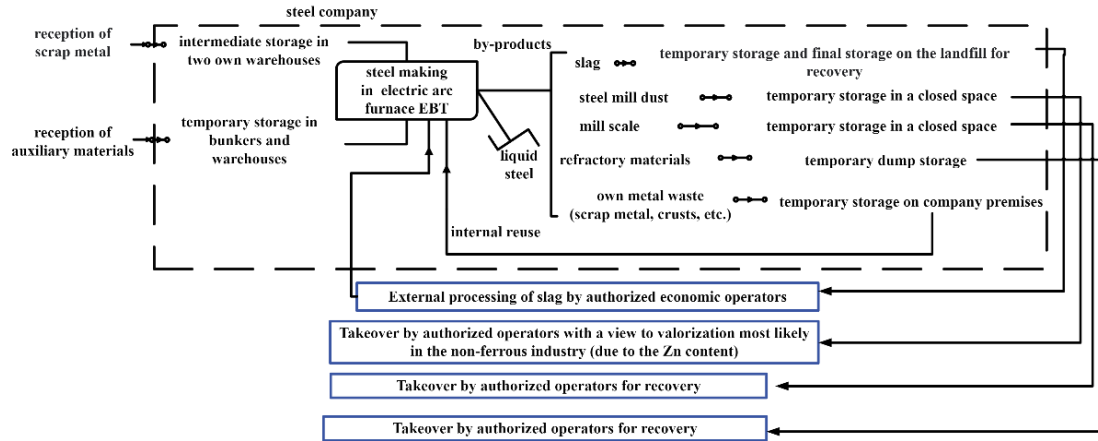 steel company
reception of
scrap metal
intermediate storage in
two own warehouses
steel making
in electric arc
furnace EBT
reception of
auxiliary materials
temporary storage in
bunkers and
warehouses
liquid
steel
by-products
slag
temporary storage and final storage on the landfill for
recovery
steel mill dust
temporary storage in a closed space
mill scale
temporary storage in a closed space
refractory materials
temporary dump storage
own metal waste
(scrap metal, crusts, etc.)
temporary storage on company premises
internal reuse
External processing of slag by authorized economic operators
Takeover by authorized operators with a view to valorization most likely
in the non-ferrous industry (due to the Zn content)
Takeover by authorized operators for recovery
Takeover by authorized operators for recovery